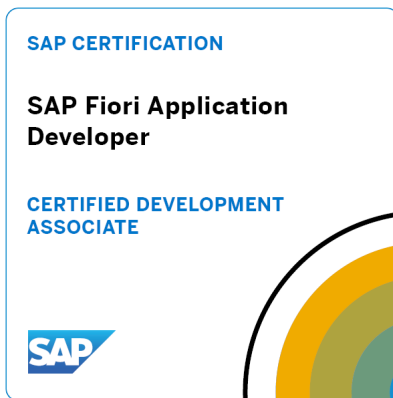 SAP CERTIFICATION
SAP Fiori Application
Developer
CERTIFIED DEVELOPMENT
ASSOCIATE
SAP